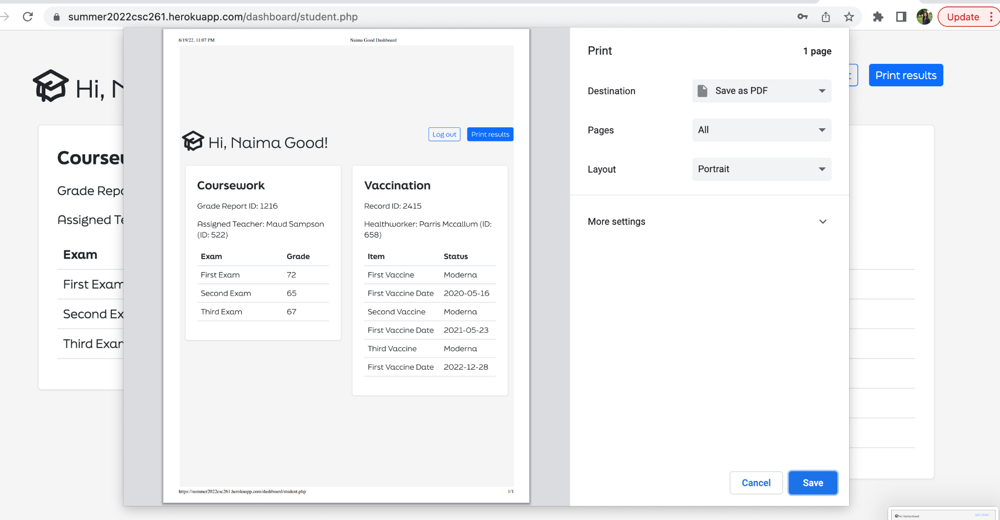 summer2022csc261.herokuapp.com/dashboard/student.php
Update
Hi, N
Print results
Coursew
Grade Repo
Assigned Te
Exam
First Exam
Second Ex
Third Exam
6/19/22, 11:07 PM
Naima Good Dashboard
Hi, Naima Good!
Log out
Print results
Coursework
Grade Report ID: 1216
Assigned Teacher: Maud Sampson
(ID: 522)
Exam Grade
First Exam 72
Second Exam 65
Third Exam 67
Vaccination
Record ID: 2415
Healthworker: Parris Mccallum (ID:
658)
Item Status
First Vaccine Moderna
First Vaccine Date 2020-05-16
Second Vaccine Moderna
First Vaccine Date 2021-05-23
Third Vaccine Moderna
First Vaccine Date 2022-12-28
https://summer2022csc261.herokuapp.com/dashboard/student.php
1/1
Print
1 page
Destination
Save as PDF
Pages
All
Layout
Portrait
More settings
Cancel
Save
Hi, Naima Good!